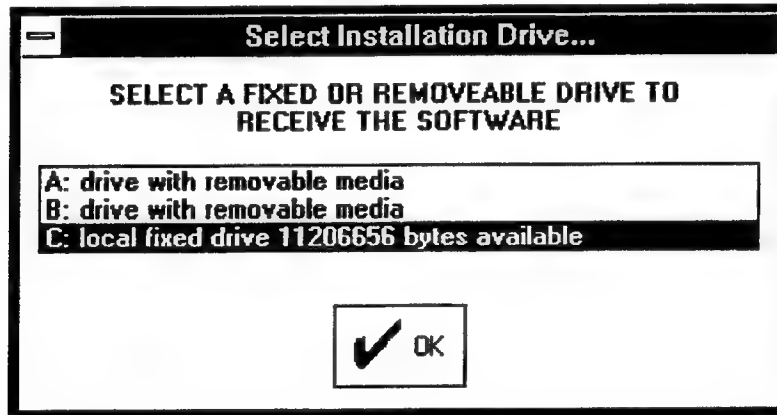 Select Installation Drive...
SELECT A FIXED OR REMOVEABLE DRIVE TO
RECEIVE THE SOFTWARE
A: drive with removable media
B: drive with removable media
C: local fixed drive 11206656 bytes available
OK